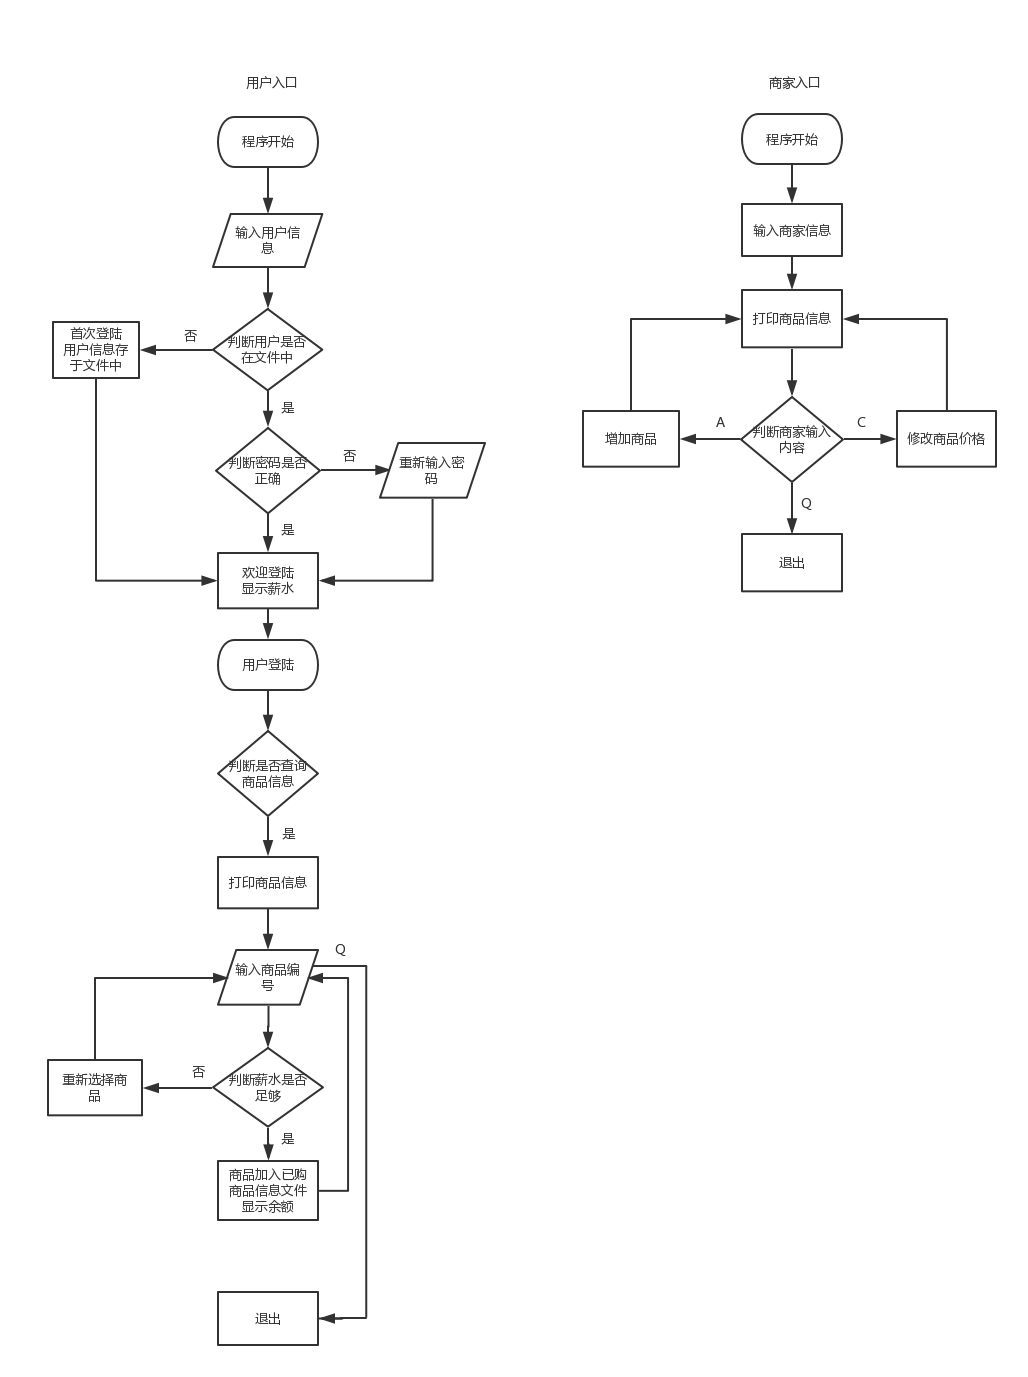 用户入口
程序开始
输入用户信
息
判断用户是否
在文件中
否
首次登陆
用户信息存
于文件中
是
判断密码是否
正确
否
重新输入密
码
是
欢迎登陆
显示薪水
用户登陆
判断是否查询
商品信息
是
打印商品信息
输入商品编
号
Q
判断薪水是否
足够
否
重新选择商
品
是
商品加入已购
商品信息文件
显示余额
退出
商家入口
程序开始
输入商家信息
打印商品信息
判断商家输入
内容
A
增加商品
C
修改商品价格
Q
退出